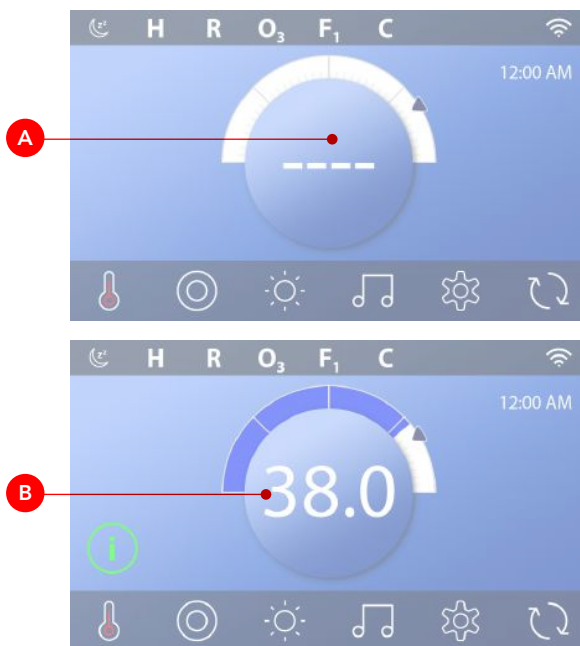 H R O₃ F₁ C
12:00 AM
A
----
H R O₃ F₁ C
12:00 AM
B
38.0
i